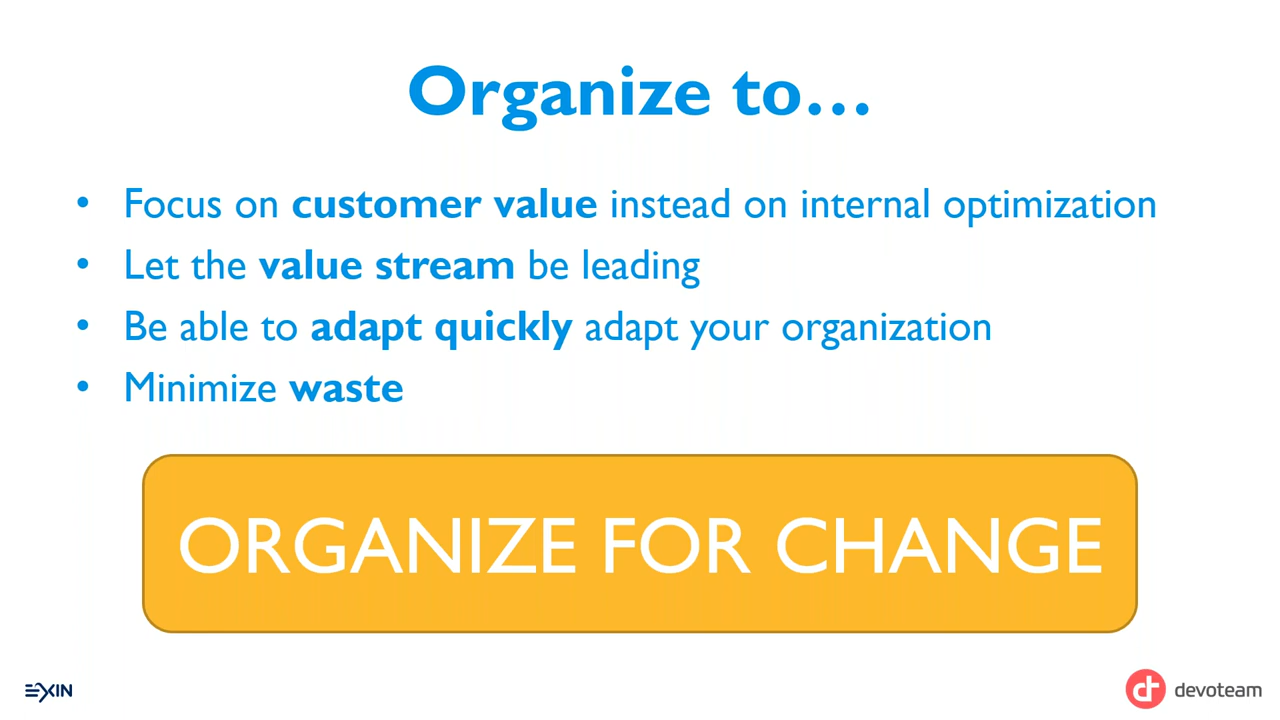 Organize to...
• Focus on customer value instead on internal optimization
• Let the value stream be leading
• Be able to adapt quickly adapt your organization
• Minimize waste
ORGANIZE FOR CHANGE
EXIN
devoteam